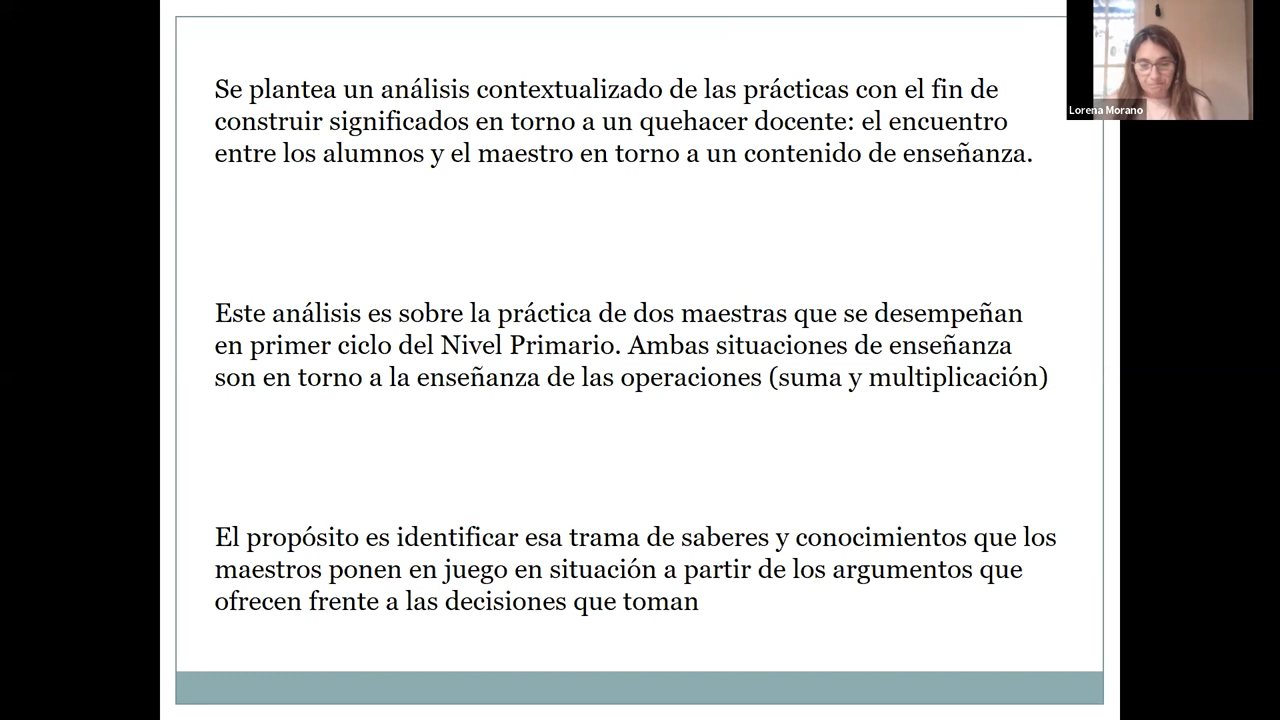 Se plantea un análisis contextualizado de las prácticas con el fin de
construir significados en torno a un quehacer docente: el encuentro
entre los alumnos y el maestro en torno a un contenido de enseñanza.
Lorena Morano
Este análisis es sobre la práctica de dos maestras que se desempeñan
en primer ciclo del Nivel Primario. Ambas situaciones de enseñanza
son en torno a la enseñanza de las operaciones (suma y multiplicación)
El propósito es identificar esa trama de saberes y conocimientos que los
maestros ponen en juego en situación a partir de los argumentos que
ofrecen frente a las decisiones que toman